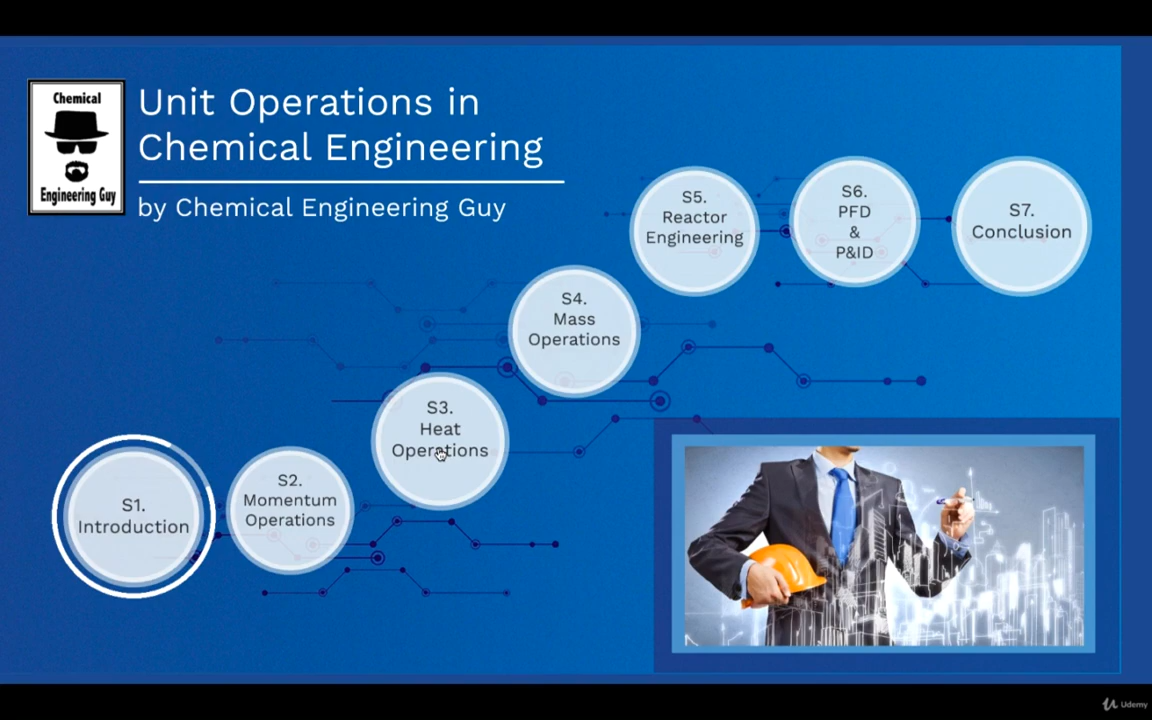 Chemical
Engineering Guy
Unit Operations in
Chemical Engineering
by Chemical Engineering Guy
S1.
Introduction
S2.
Momentum
Operations
S3.
Heat
Operations
S4.
Mass
Operations
S5.
Reactor
Engineering
S6.
PFD
&
P&ID
S7.
Conclusion
Udemy